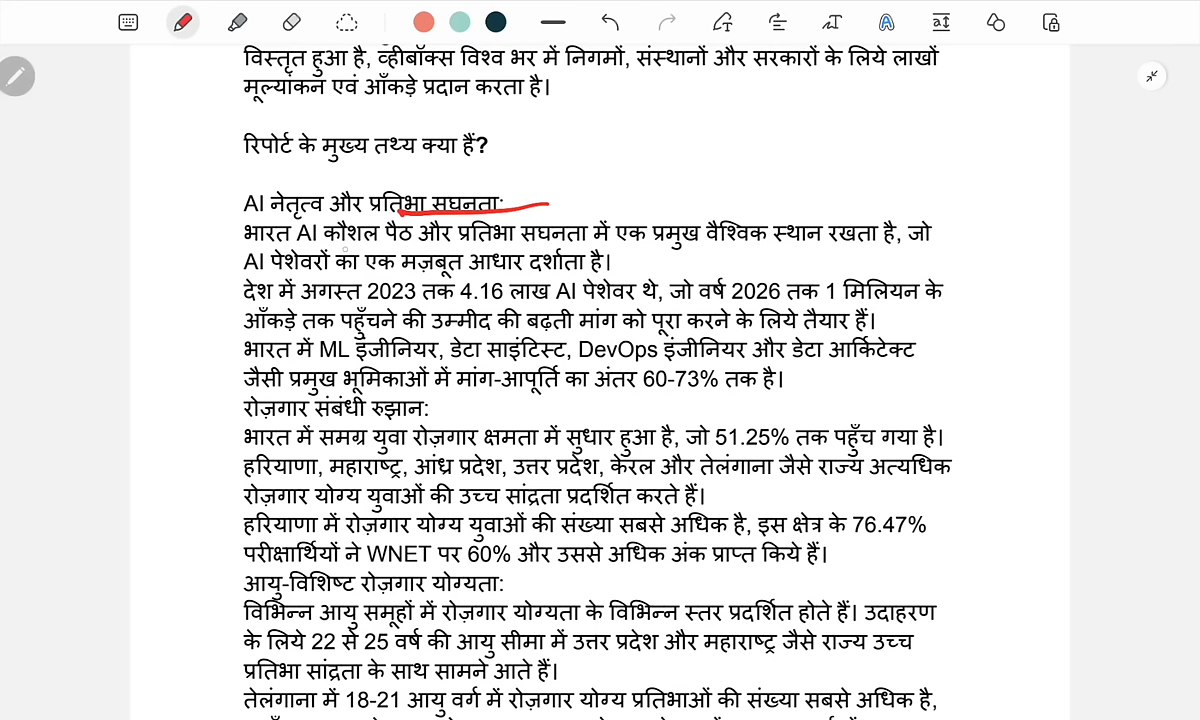 विस्तृत हुआ है, व्हीबॉक्स विश्व भर में निगमों, संस्थानों और सरकारों के लिये लाखों
मूल्यांकन एवं आँकड़े प्रदान करता है।
रिपोर्ट के मुख्य तथ्य क्या हैं?
AI नेतृत्व और प्रतिभा सघनता:
भारत AI कौशल पैठ और प्रतिभा सघनता में एक प्रमुख वैश्विक स्थान रखता है, जो
AI पेशेवरों का एक मज़बूत आधार दर्शाता है।
देश में अगस्त 2023 तक 4.16 लाख AI पेशेवर थे, जो वर्ष 2026 तक 1 मिलियन के
आँकड़े तक पहुँचने की उम्मीद की बढ़ती मांग को पूरा करने के लिये तैयार हैं।
भारत में ML इंजीनियर, डेटा साइंटिस्ट, DevOps इंजीनियर और डेटा आर्किटेक्ट
जैसी प्रमुख भूमिकाओं में मांग-आपूर्ति का अंतर 60-73% तक है।
रोज़गार संबंधी रुझान:
भारत में समग्र युवा रोज़गार क्षमता में सुधार हुआ है, जो 51.25% तक पहुँच गया है।
हरियाणा, महाराष्ट्र, आंध्र प्रदेश, उत्तर प्रदेश, केरल और तेलंगाना जैसे राज्य अत्यधिक
रोज़गार योग्य युवाओं की उच्च सांद्रता प्रदर्शित करते हैं।
हरियाणा में रोज़गार योग्य युवाओं की संख्या सबसे अधिक है, इस क्षेत्र के 76.47%
परीक्षार्थियों ने WNET पर 60% और उससे अधिक अंक प्राप्त किये हैं।
आयु-विशिष्ट रोज़गार योग्यता:
विभिन्न आयु समूहों में रोज़गार योग्यता के विभिन्न स्तर प्रदर्शित होते हैं। उदाहरण
के लिये 22 से 25 वर्ष की आयु सीमा में उत्तर प्रदेश और महाराष्ट्र जैसे राज्य उच्च
प्रतिभा सांद्रता के साथ सामने आते हैं।
तेलंगाना में 18-21 आयु वर्ग में रोज़गार योग्य प्रतिभाओं की संख्या सबसे अधिक है,